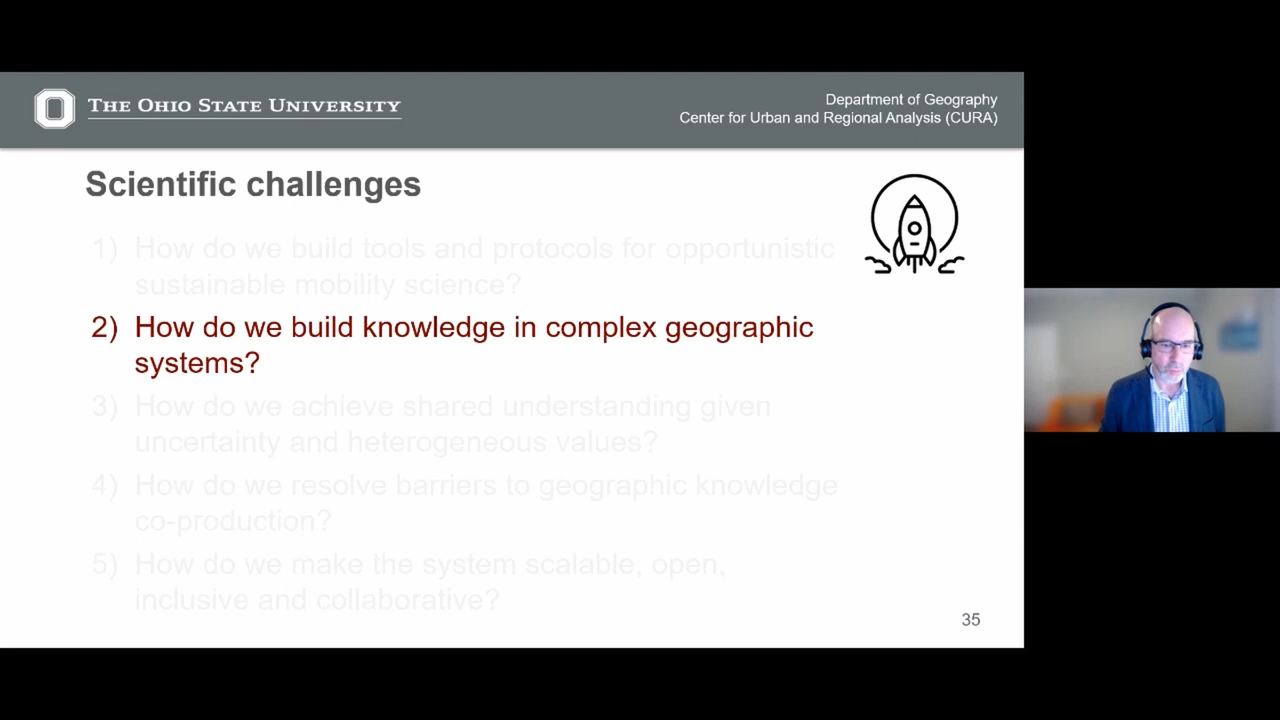 THE OHIO STATE UNIVERSITY
Department of Geography
Center for Urban and Regional Analysis (CURA)
Scientific challenges
1) How do we build tools and protocols for opportunistic
sustainable mobility science?
2) How do we build knowledge in complex geographic
systems?
3) How do we achieve shared understanding given
uncertainty and heterogeneous values?
4) How do we resolve barriers to geographic knowledge
co-production?
5) How do we make the system scalable, open,
inclusive and collaborative?
35